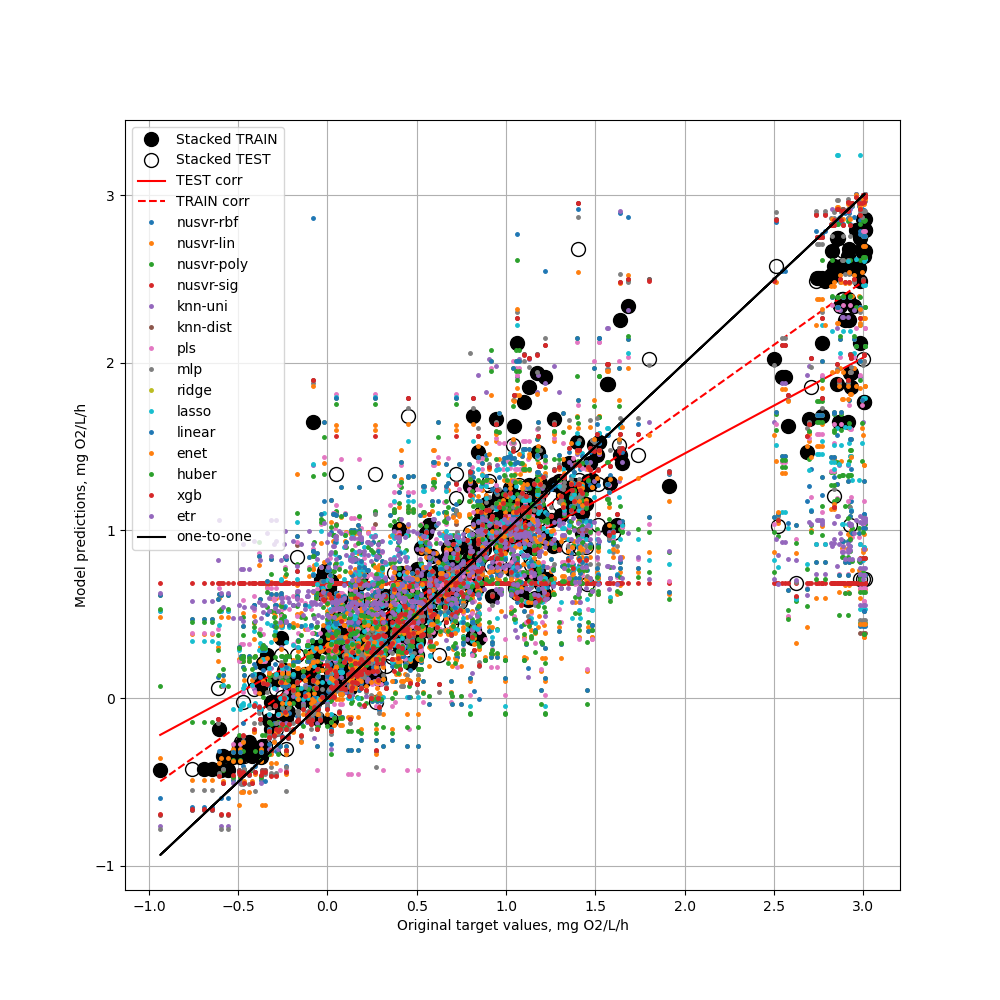 Stacked TRAIN
Stacked TEST
TEST corr
TRAIN corr
nusvr-rbf
nusvr-lin
nusvr-poly
nusvr-sig
knn-uni
knn-dist
pls
mlp
ridge
lasso
linear
enet
huber
xgb
etr
one-to-one
3
2
1
0
−1
Model predictions, mg O2/L/h
−1.0 −0.5 0.0 0.5 1.0 1.5 2.0 2.5 3.0
Original target values, mg O2/L/h